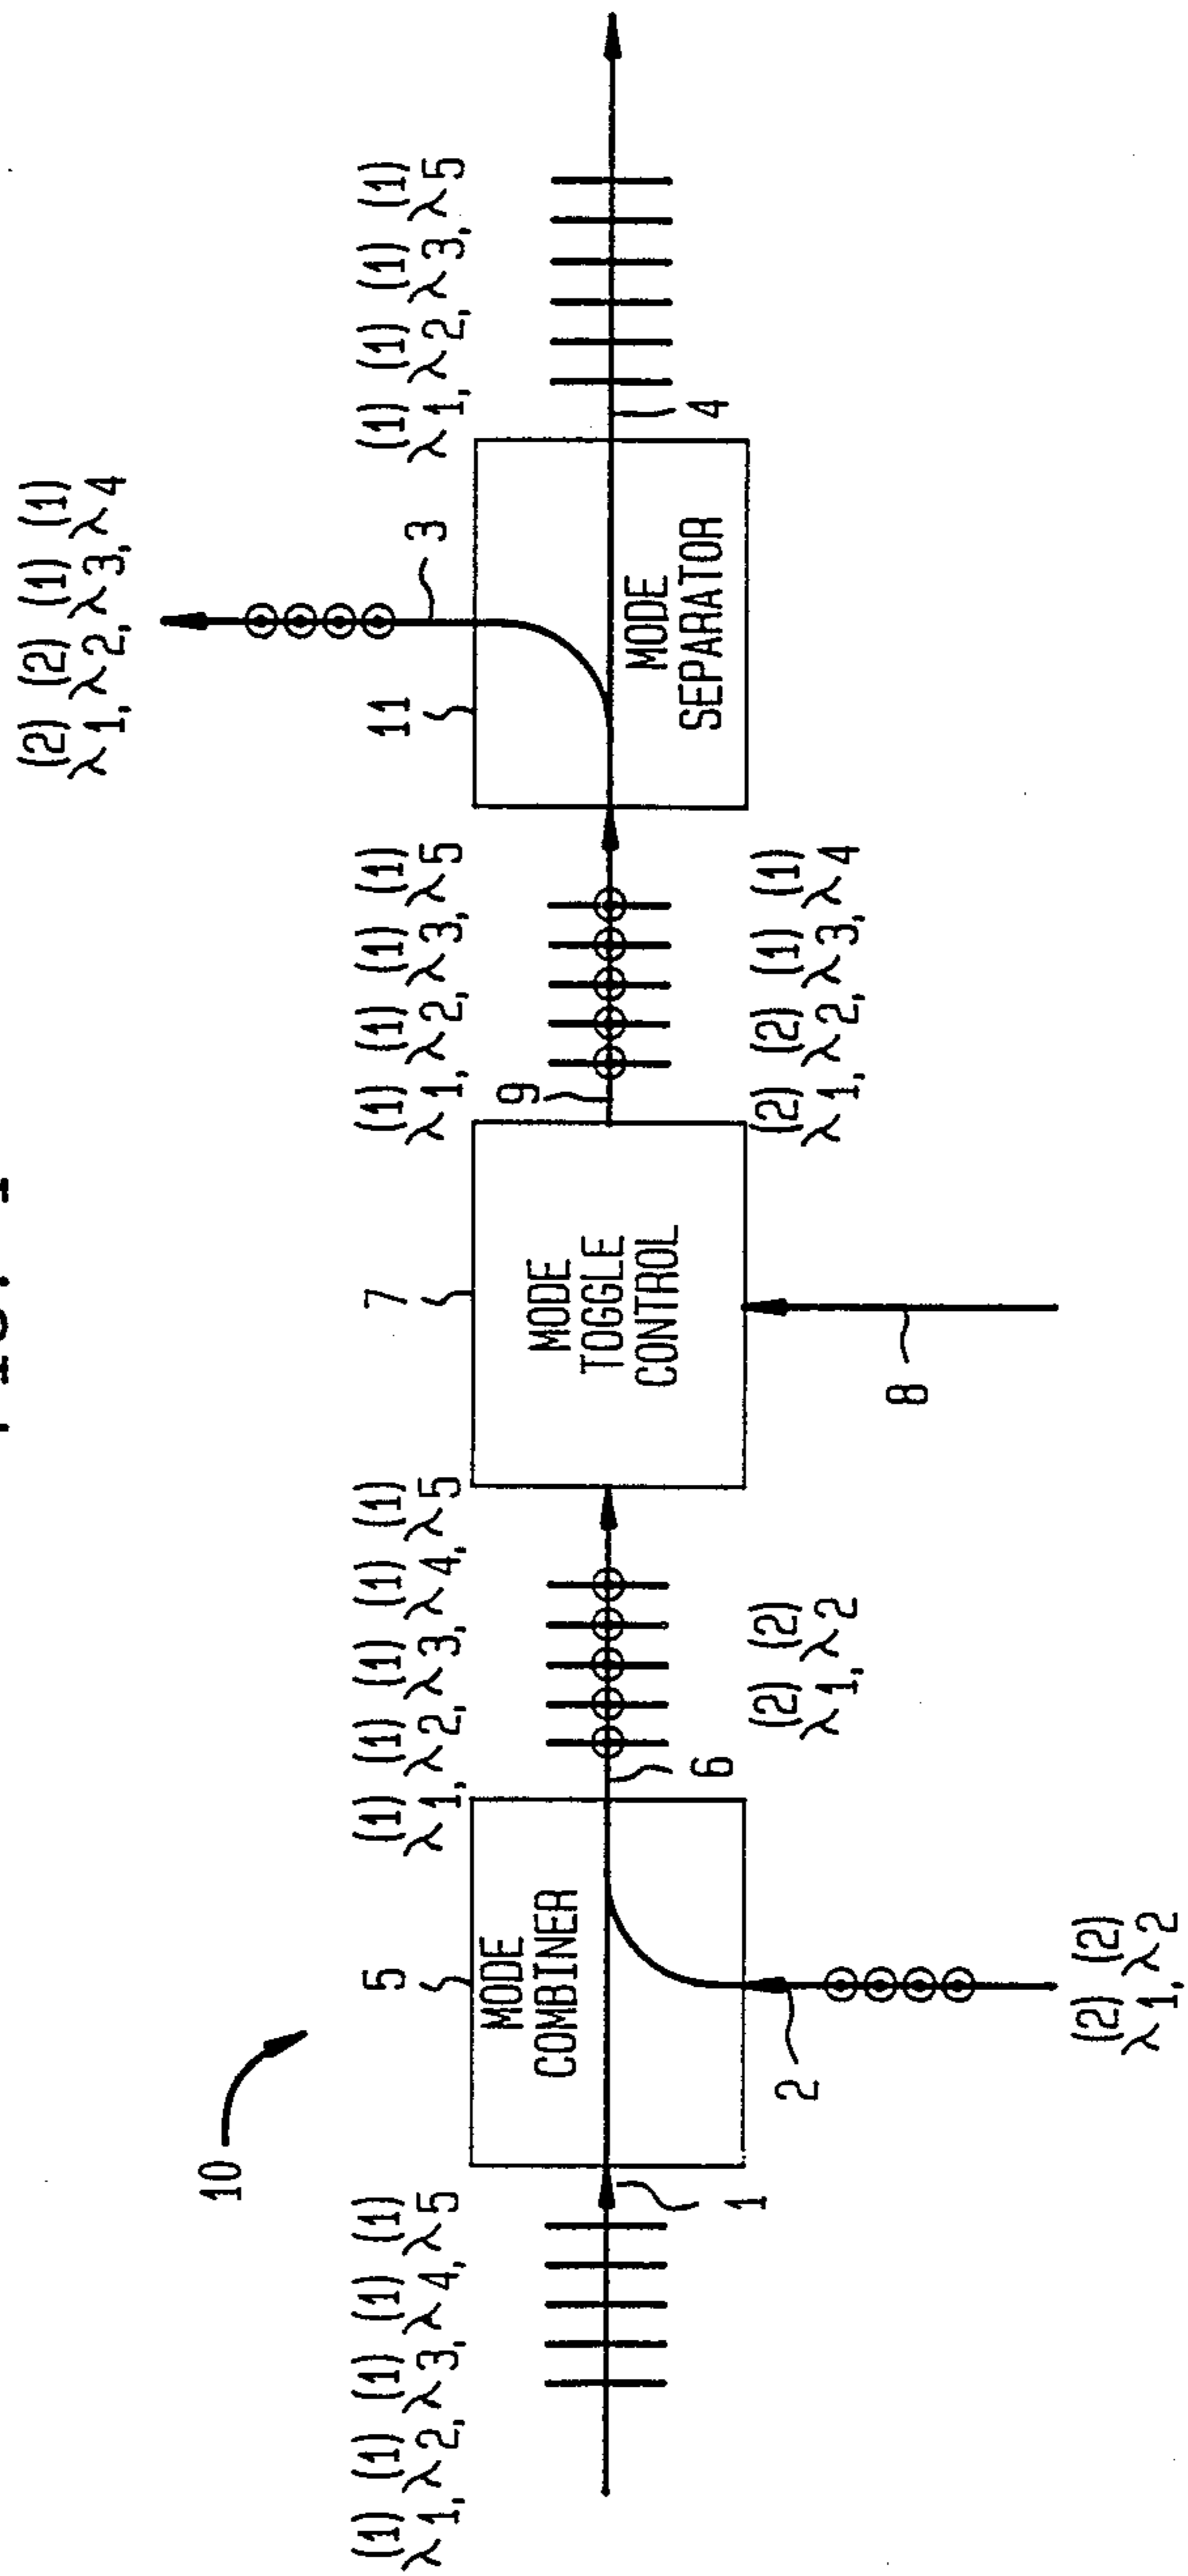 10
(1) (1) (1) (1) (1)
λ1, λ2, λ3, λ4, λ5
1
5
MODE
COMBINER
2
(2) (2)
λ1, λ2
(1) (1) (1) (1) (1)
λ1, λ2, λ3, λ4, λ5
6
(2) (2)
λ1, λ2
7
MODE
TOGGLE
CONTROL
8
(1) (1) (1) (1)
λ1, λ2, λ3, λ5
9
(2) (2) (1) (1)
λ1, λ2, λ3, λ4
11
MODE
SEPARATOR
3
(2) (2) (1) (1)
λ1, λ2, λ3, λ4
(1) (1) (1) (1)
λ1, λ2, λ3, λ5
4